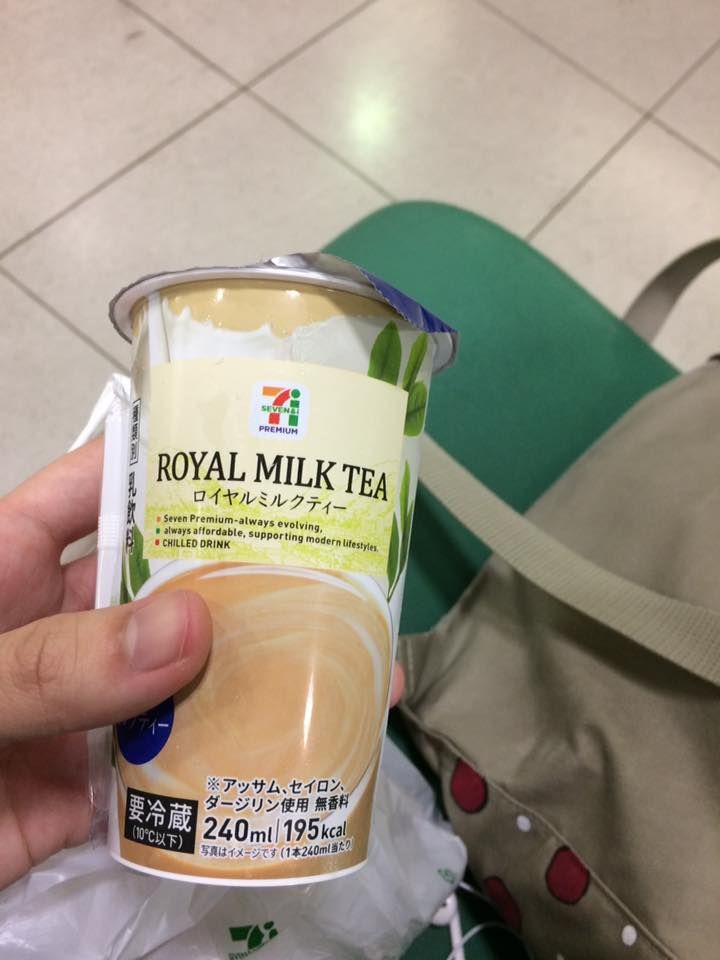 SEVEN&i
PREMIUM
ROYAL MILK TEA
ロイヤルミルクティー
Seven Premium-always evolving,
always affordable, supporting modern lifestyles.
CHILLED DRINK
種類別 乳飲料
※アッサム、セイロン、
ダージリン使用 無香料
要冷蔵
(10℃以下)
240ml 195kcal
写真はイメージです (1本240ml当たり)